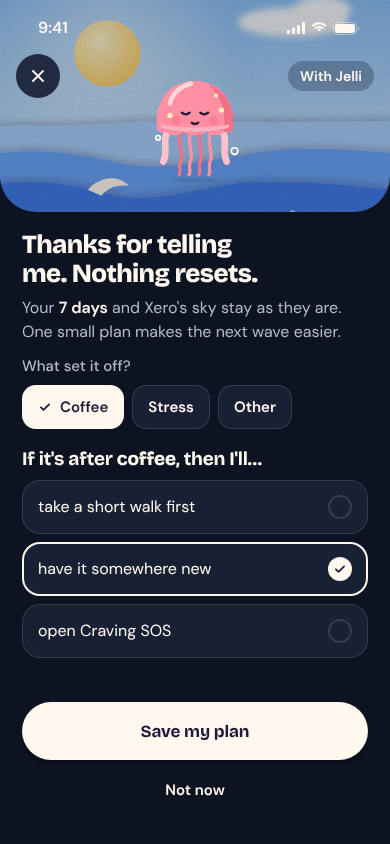 9:41
With Jelli
Thanks for telling
me. Nothing resets.
Your 7 days and Xero's sky stay as they are.
One small plan makes the next wave easier.
What set it off?
Coffee
Stress
Other
If it's after coffee, then I'll...
take a short walk first
have it somewhere new
open Craving SOS
Save my plan
Not now